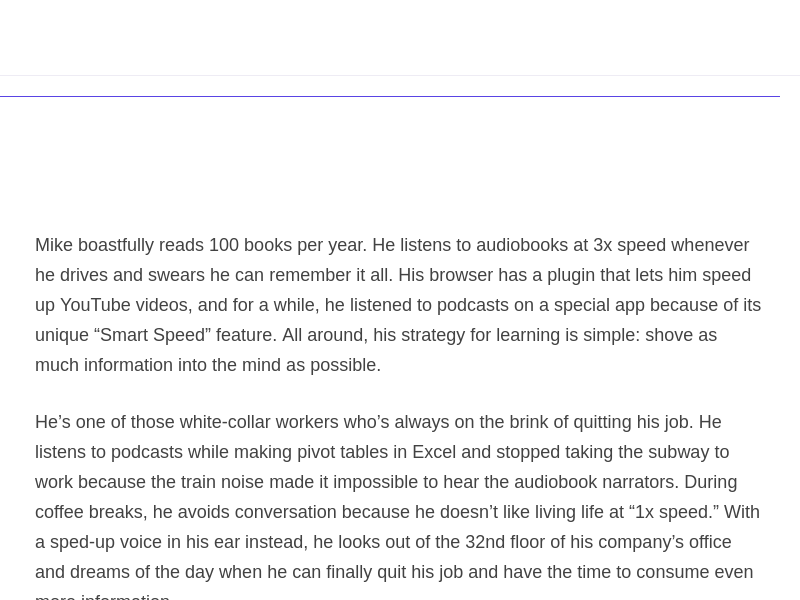 Mike boastfully reads 100 books per year. He listens to audiobooks at 3x speed whenever
he drives and swears he can remember it all. His browser has a plugin that lets him speed
up YouTube videos, and for a while, he listened to podcasts on a special app because of its
unique “Smart Speed” feature. All around, his strategy for learning is simple: shove as
much information into the mind as possible.
He’s one of those white-collar workers who’s always on the brink of quitting his job. He
listens to podcasts while making pivot tables in Excel and stopped taking the subway to
work because the train noise made it impossible to hear the audiobook narrators. During
coffee breaks, he avoids conversation because he doesn’t like living life at “1x speed.” With
a sped-up voice in his ear instead, he looks out of the 32nd floor of his company’s office
and dreams of the day when he can finally quit his job and have the time to consume even
more information.